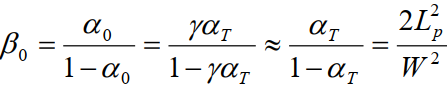 β₀ = α₀/(1−α₀) = γα_T/(1−γα_T) ≈ α_T/(1−α_T) = 2L_p²/W²